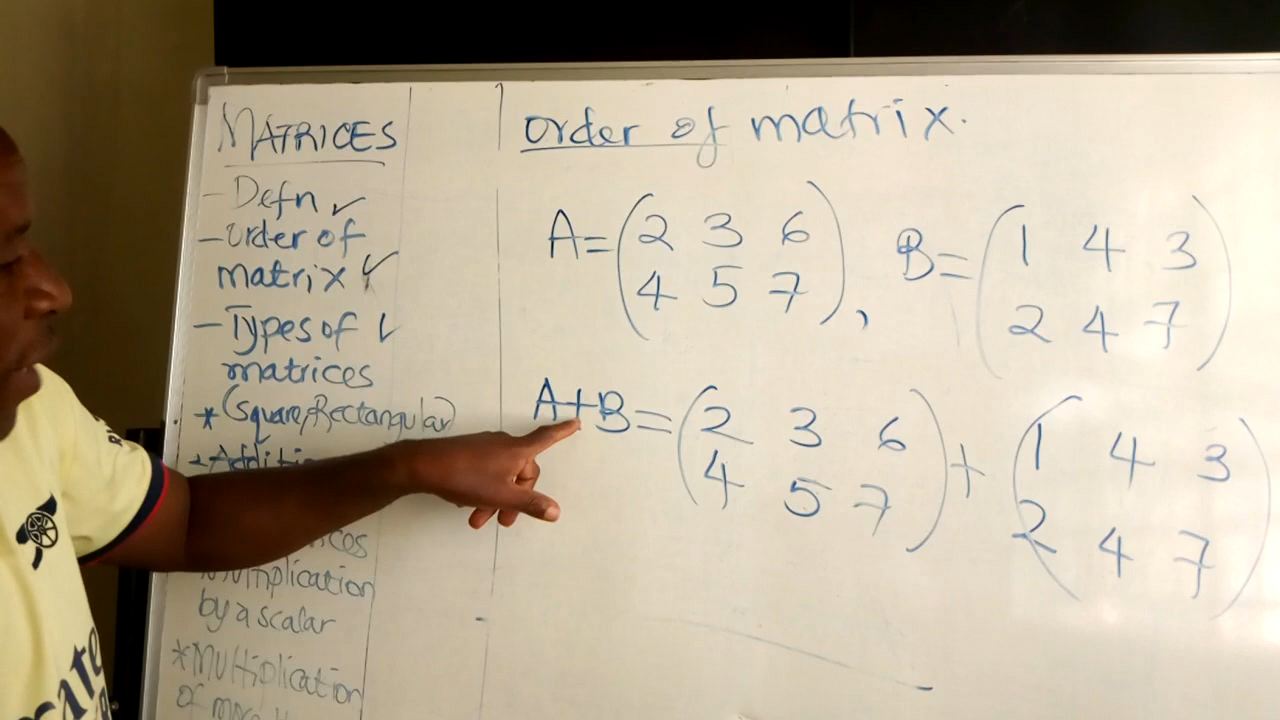 MATRICES
- Defn ✓
- Order of
matrix ✓
- Types of ✓
matrices
* (Square, Rectangular)
by a scalar
* Multiplication
Order of matrix.
A = (2 3 6
4 5 7), B = (1 4 3
2 4 7)
A+B = (2 3 6
4 5 7) + (1 4 3
2 4 7)